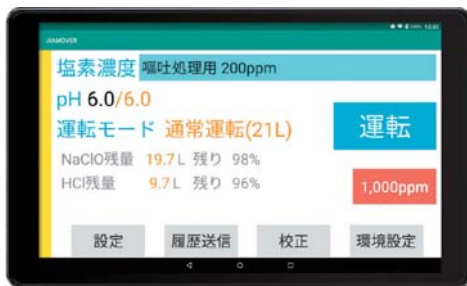 JIAMOVER
塩素濃度 嘔吐処理用 200ppm
pH 6.0/6.0
運転モード 通常運転(21L)
運転
NaClO残量 19.7L 残り 98%
HCl残量 9.7L 残り 96%
1,000ppm
設定 履歴送信 校正 環境設定